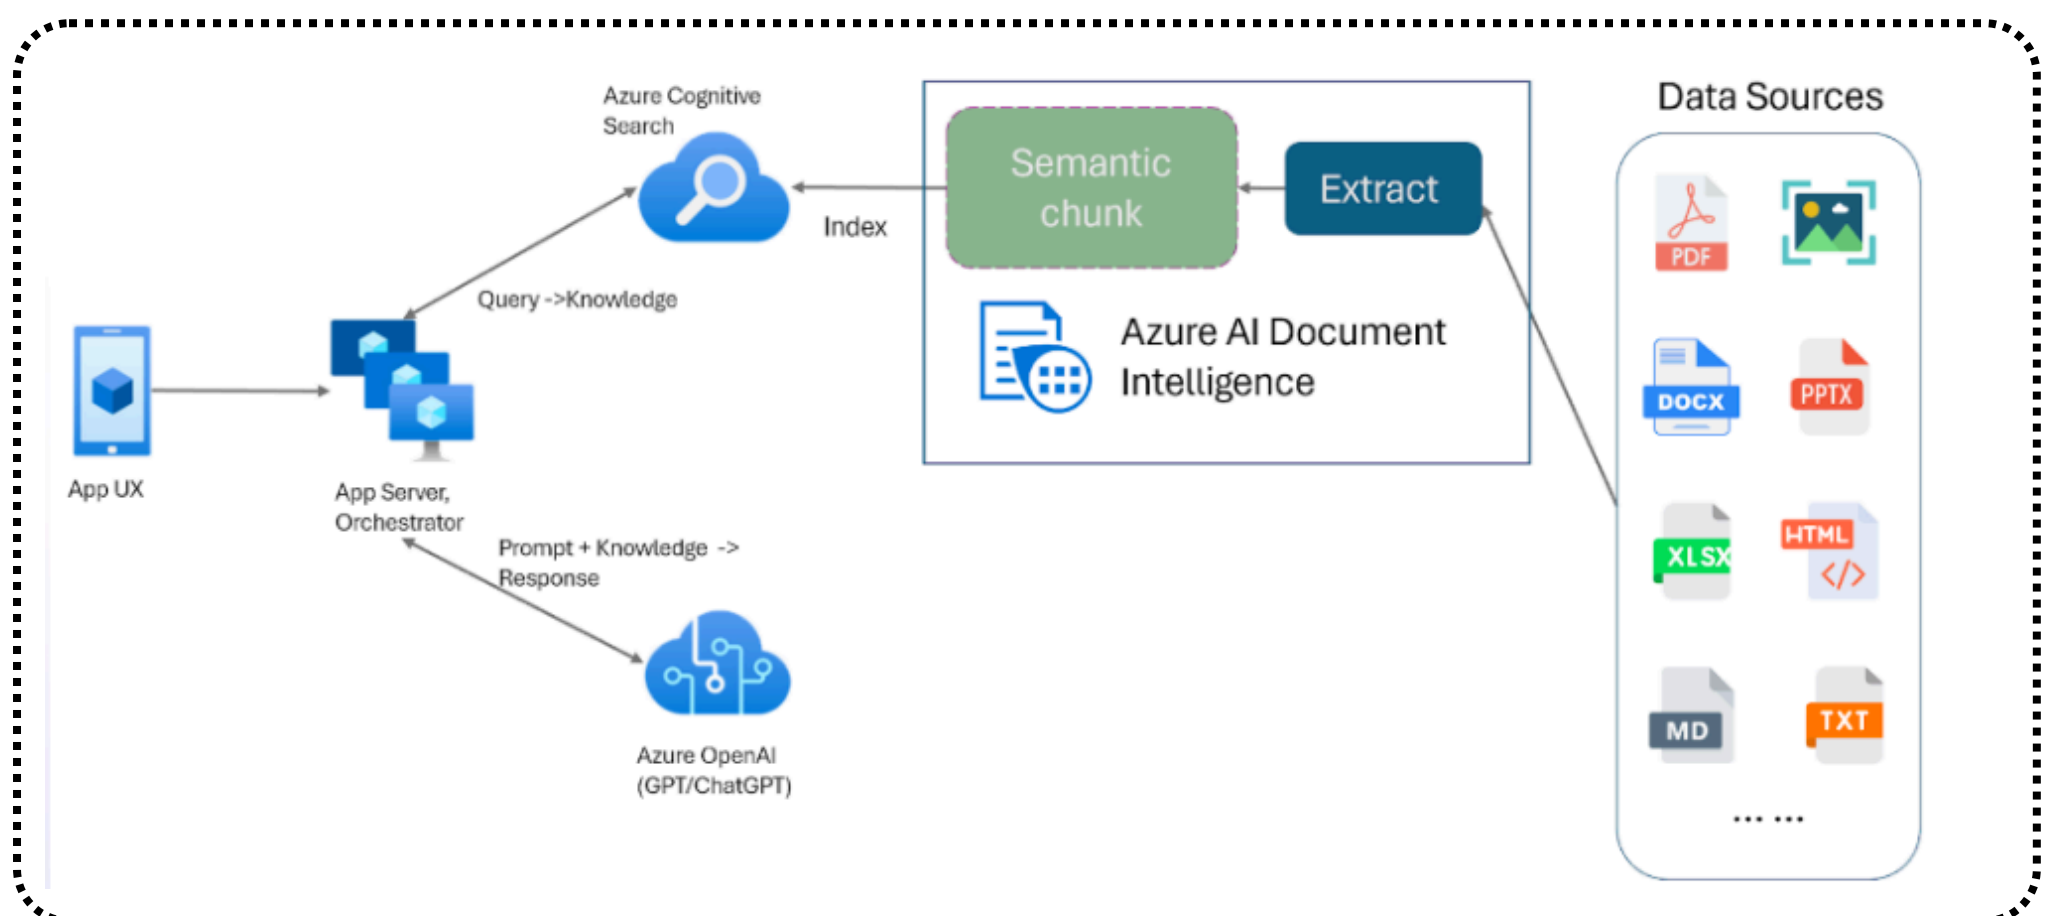 Azure Cognitive
Search
Semantic
chunk
Extract
Data Sources
PDF
Index
Query ->Knowledge
Azure AI Document
Intelligence
DOCX
PPTX
App UX
App Server,
Orchestrator
Prompt + Knowledge ->
Response
XLSX
HTML
</>
MD
TXT
Azure OpenAI
(GPT/ChatGPT)
... ...